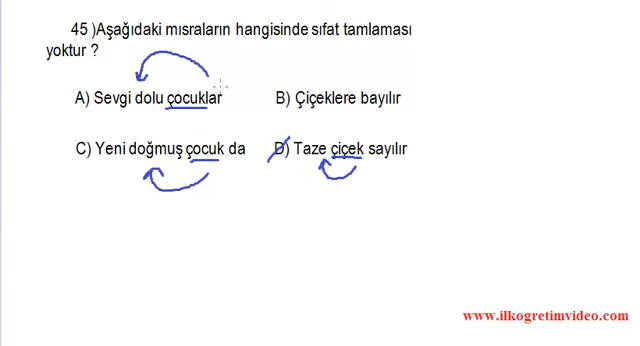 45 )Aşağıdaki mısraların hangisinde sıfat tamlaması
yoktur ?
A) Sevgi dolu çocuklar B) Çiçeklere bayılır
C) Yeni doğmuş çocuk da D) Taze çiçek sayılır
www.ilkogretimvideo.com